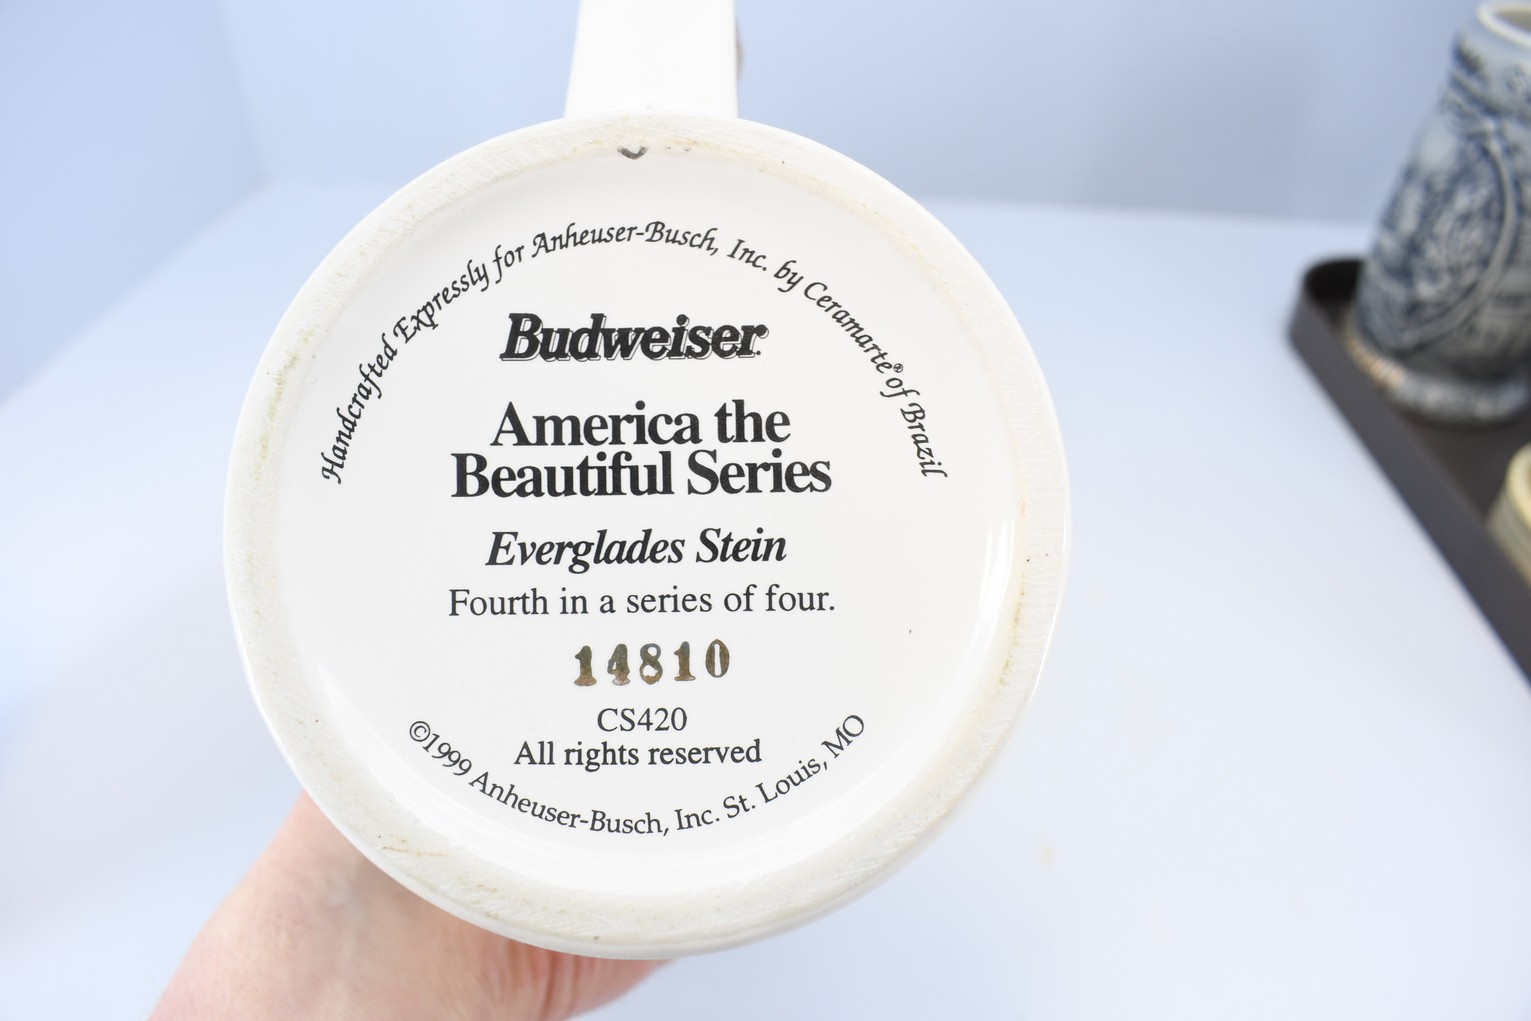 Handcrafted Expressly for Anheuser-Busch, Inc. by Ceramarte® of Brazil
Budweiser
America the
Beautiful Series
Everglades Stein
Fourth in a series of four.
14810
CS420
All rights reserved
©1999 Anheuser-Busch, Inc. St. Louis, MO